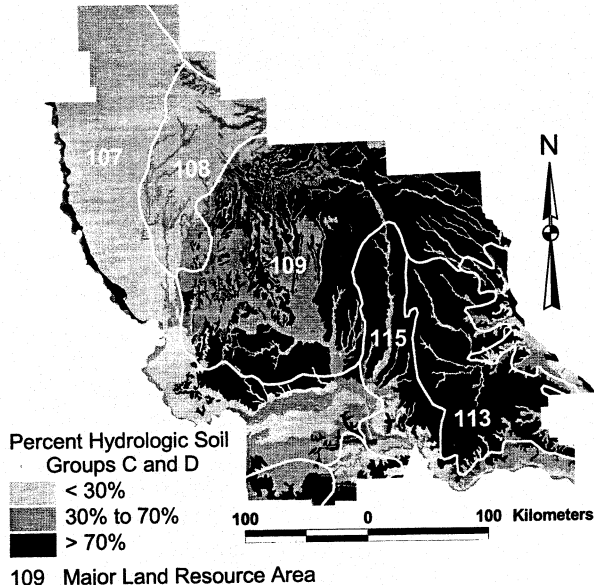 107
108
N
109
115
113
Percent Hydrologic Soil
Groups C and D
< 30%
30% to 70%
> 70%
100 0 100 Kilometers
109 Major Land Resource Area